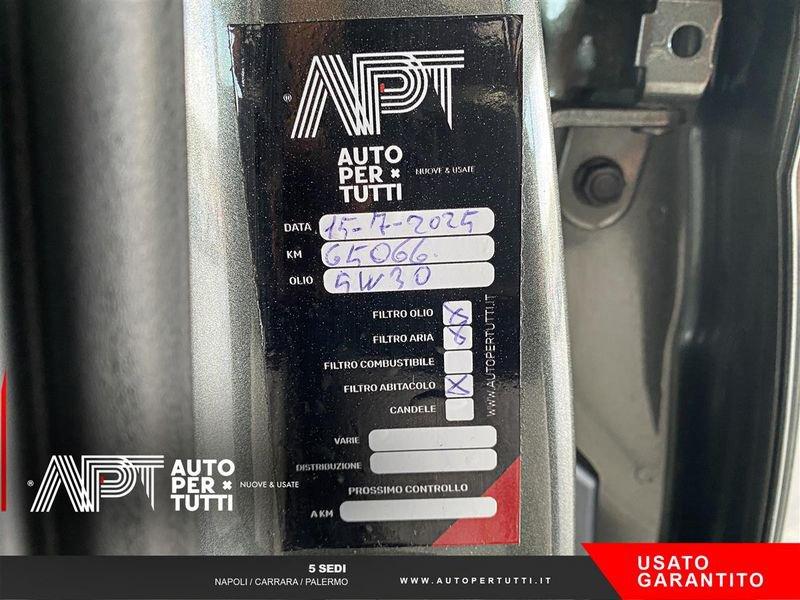 APT
®
AUTO
PER
TUTTI
NUOVE & USATE
DATA 15-7-2025
KM 65066
OLIO 5W30
FILTRO OLIO X
FILTRO ARIA X
FILTRO COMBUSTIBILE
FILTRO ABITACOLO X
CANDELE
WWW.AUTOPERTUTTI.IT
VARIE
DISTRIBUZIONE
PROSSIMO CONTROLLO
A KM
® APT
AUTO
PER
TUTTI
NUOVE & USATE
5 SEDI
NAPOLI / CARRARA / PALERMO
WWW.AUTOPERTUTTI.IT
USATO
GARANTITO